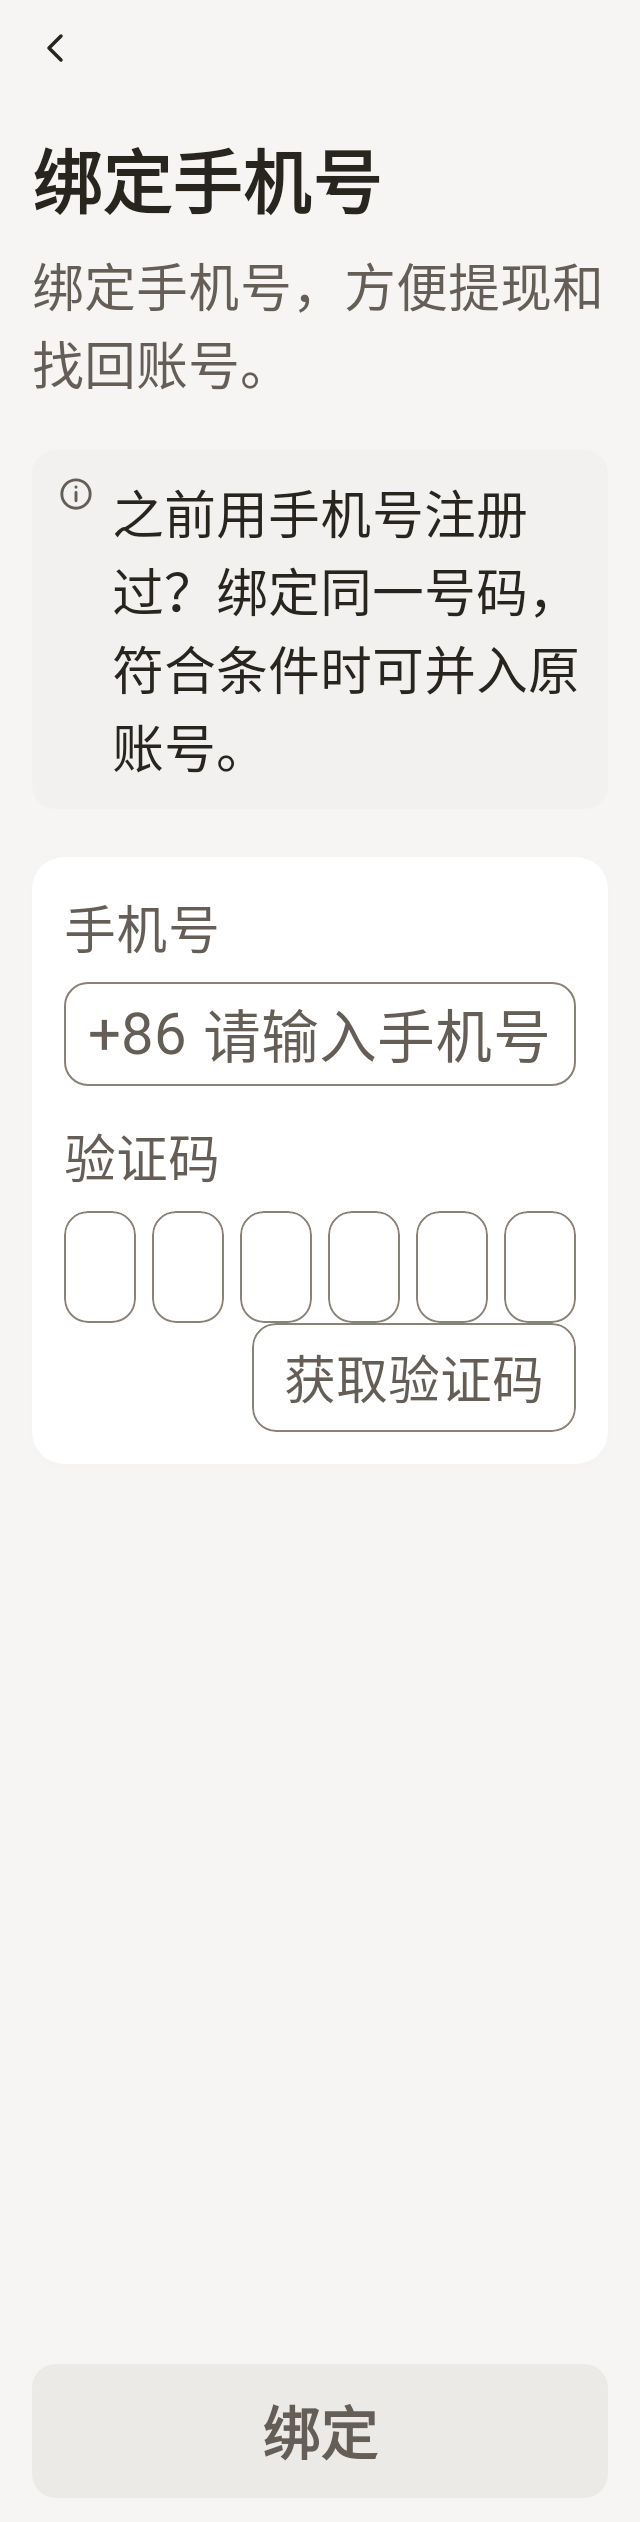 绑定手机号
绑定手机号，方便提现和
找回账号。
之前用手机号注册
过？绑定同一号码，
符合条件时可并入原
账号。
手机号
+86 请输入手机号
验证码
获取验证码
绑定